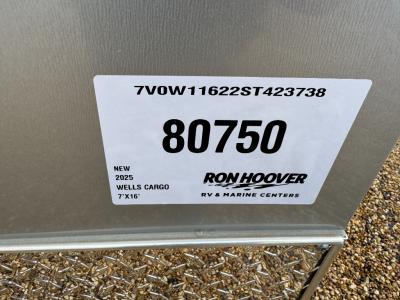 7V0W11622ST423738
80750
NEW
2025
WELLS CARGO
7'X16'
RON HOOVER
RV & MARINE CENTERS